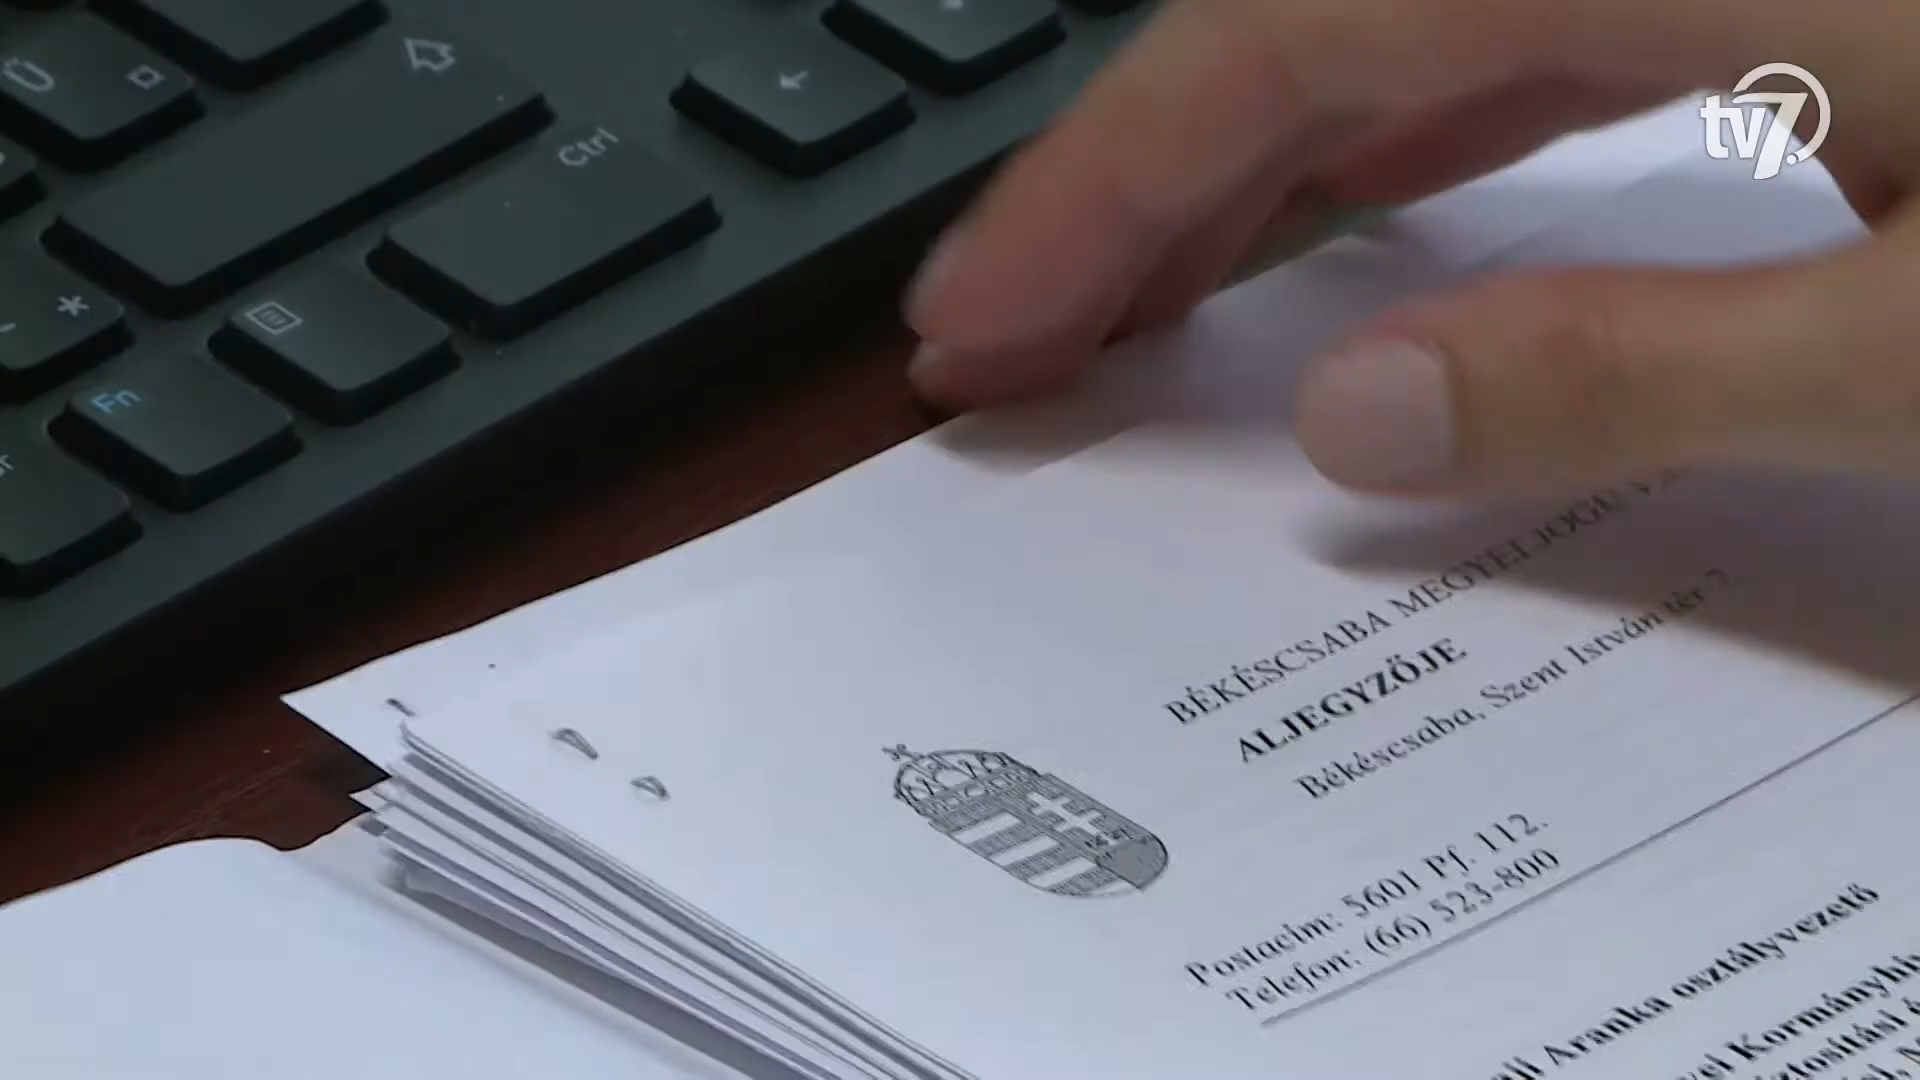 tv7.
Ü
Ctrl
*
Fn
BÉKÉSCSABA MEGYEI JOGÚ
ALJEGYZŐJE
Békéscsaba, Szent István tér 7.
Postacím: 5601 Pf. 112.
Telefon: (66) 523-800
Aranka osztályvezető